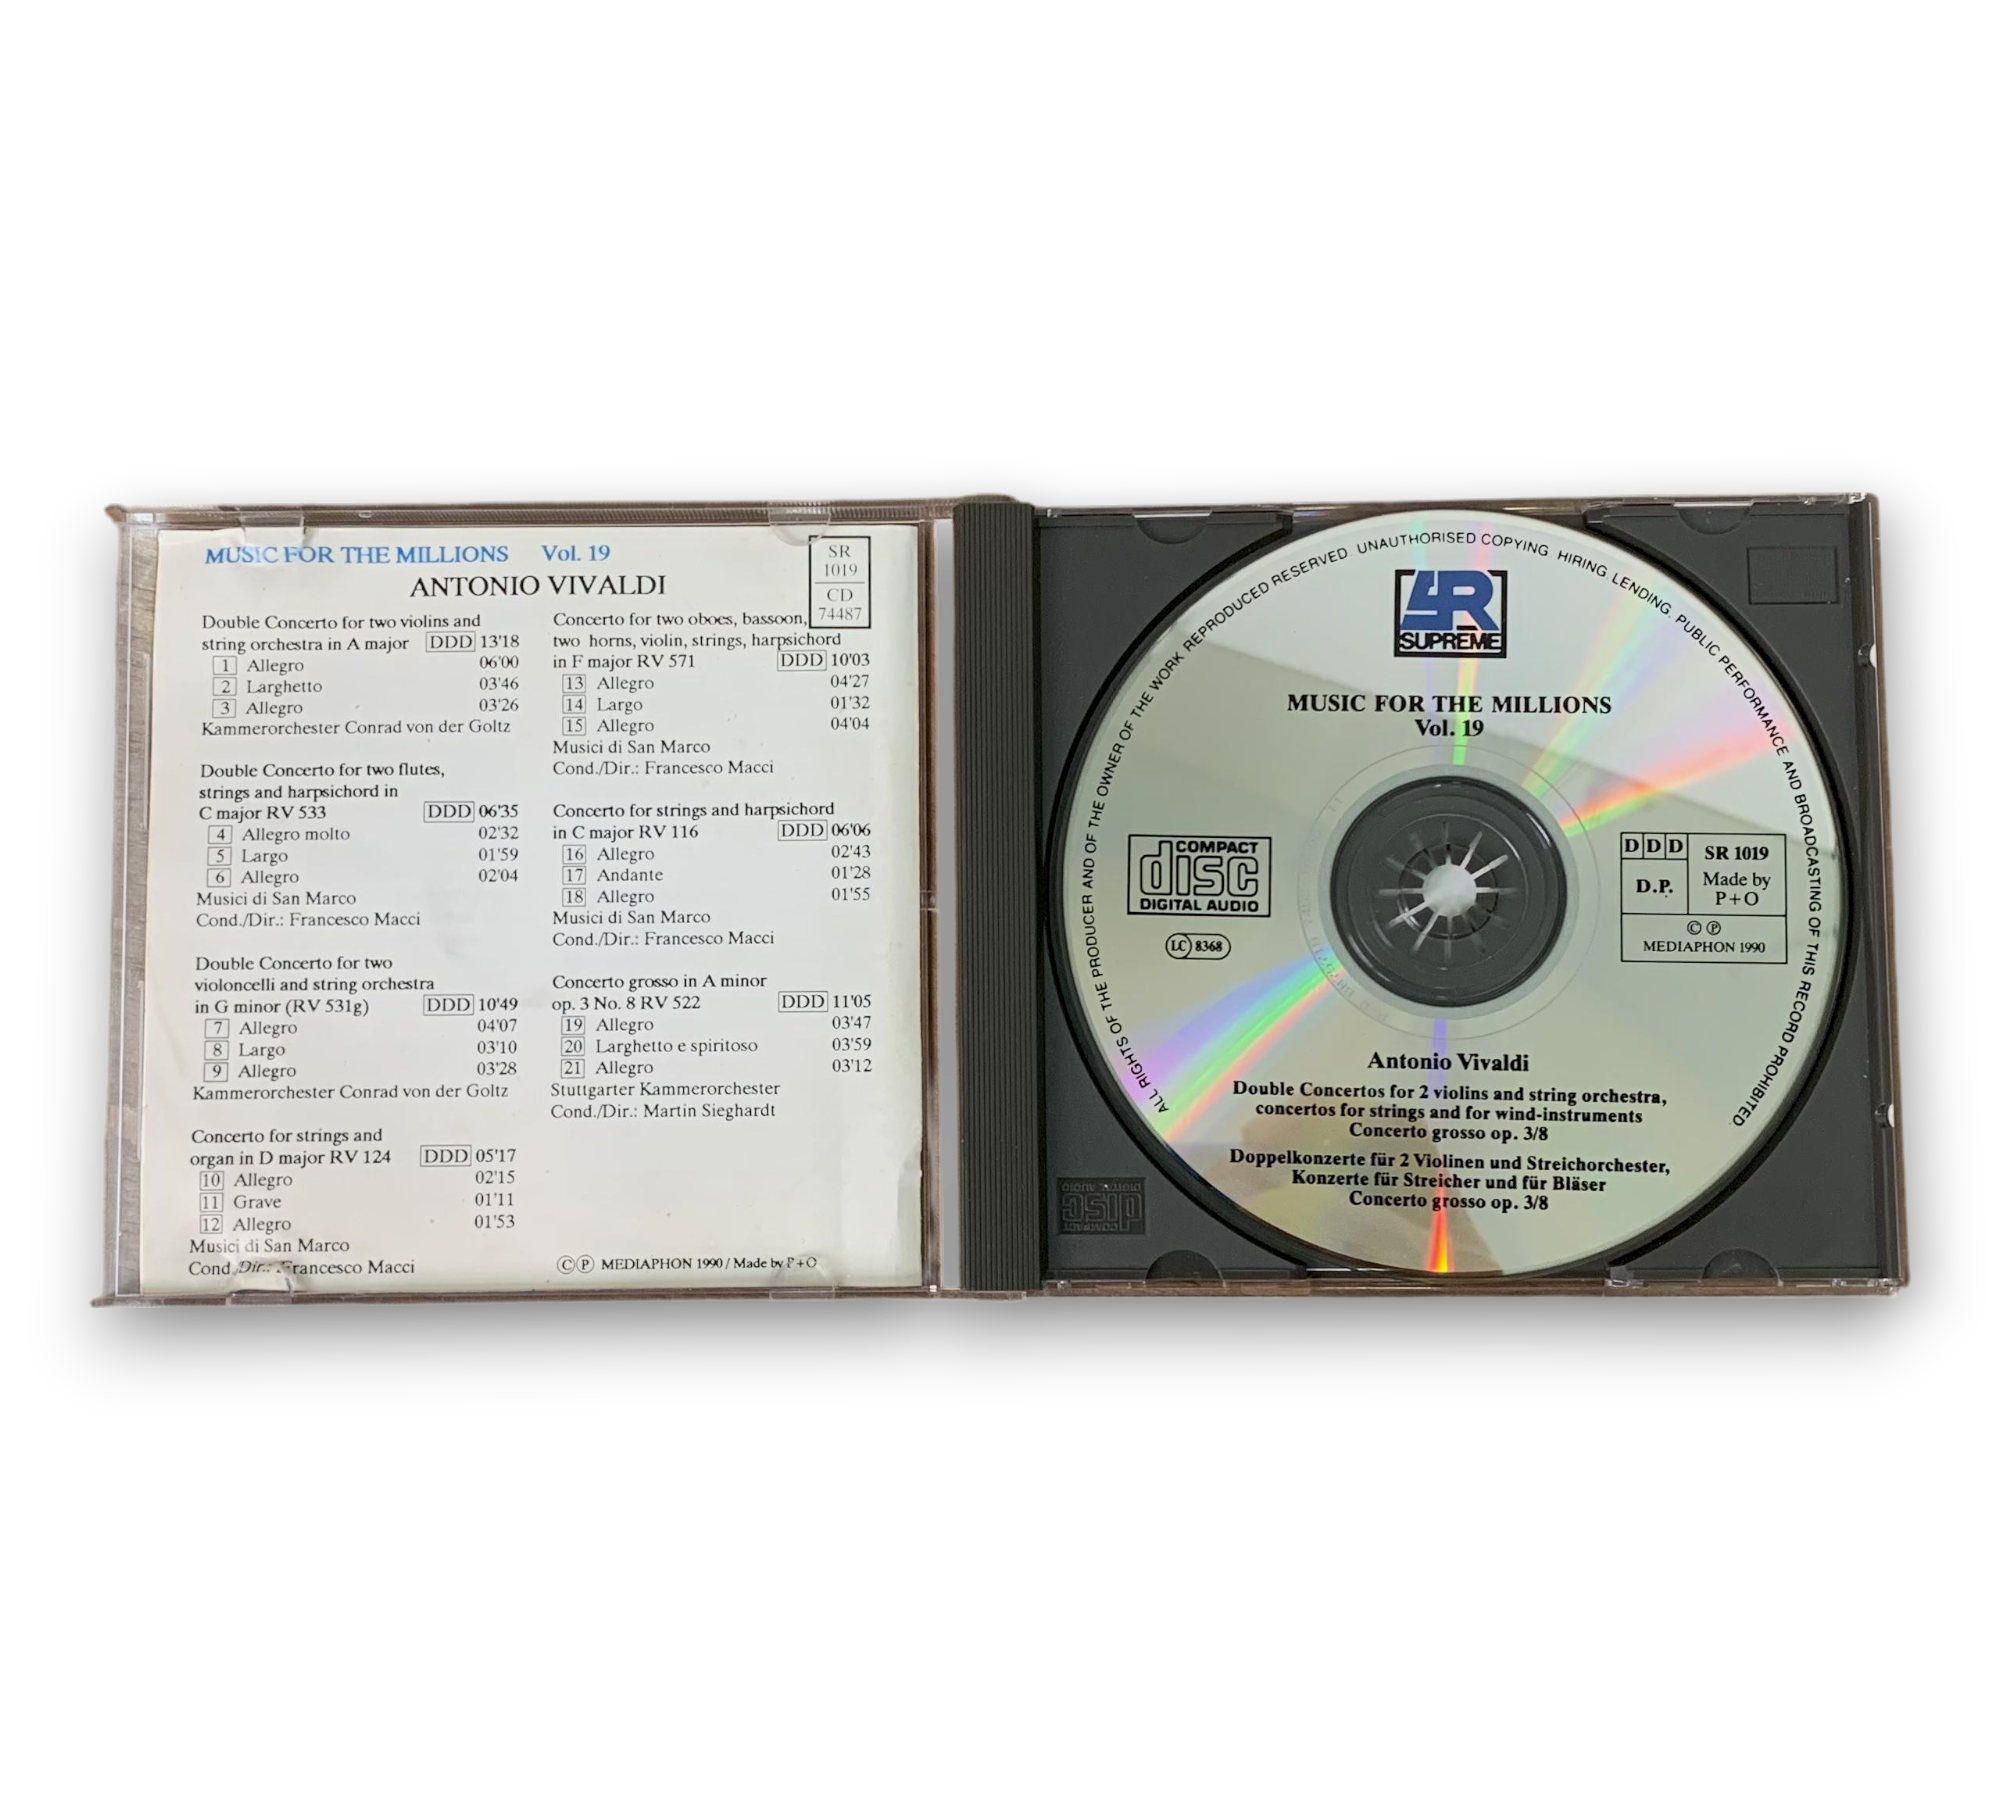 MUSIC FOR THE MILLIONS Vol. 19
ANTONIO VIVALDI
SR
1019
CD
74487
Double Concerto for two violins and
string orchestra in A major DDD 13'18
1 Allegro 06'00
2 Larghetto 03'46
3 Allegro 03'26
Kammerorchester Conrad von der Goltz
Double Concerto for two flutes,
strings and harpsichord in
C major RV 533 DDD 06'35
4 Allegro molto 02'32
5 Largo 01'59
6 Allegro 02'04
Musici di San Marco
Cond./Dir.: Francesco Macci
Double Concerto for two
violoncelli and string orchestra
in G minor (RV 531g) DDD 10'49
7 Allegro 04'07
8 Largo 03'10
9 Allegro 03'28
Kammerorchester Conrad von der Goltz
Concerto for strings and
organ in D major RV 124 DDD 05'17
10 Allegro 02'15
11 Grave 01'11
12 Allegro 01'53
Musici di San Marco
Cond./Dir.: Francesco Macci
Concerto for two oboes, bassoon,
two horns, violin, strings, harpsichord
in F major RV 571 DDD 10'03
13 Allegro 04'27
14 Largo 01'32
15 Allegro 04'04
Musici di San Marco
Cond./Dir.: Francesco Macci
Concerto for strings and harpsichord
in C major RV 116 DDD 06'06
16 Allegro 02'43
17 Andante 01'28
18 Allegro 01'55
Musici di San Marco
Cond./Dir.: Francesco Macci
Concerto grosso in A minor
op. 3 No. 8 RV 522 DDD 11'05
19 Allegro 03'47
20 Larghetto e spiritoso 03'59
21 Allegro 03'12
Stuttgarter Kammerorchester
Cond./Dir.: Martin Sieghardt
© ℗ MEDIAPHON 1990 / Made by P+O
ALL RIGHTS OF THE PRODUCER AND OF THE OWNER OF THE WORK REPRODUCED RESERVED. UNAUTHORISED COPYING. HIRING. LENDING. PUBLIC PERFORMANCE AND BROADCASTING OF THIS RECORD PROHIBITED.
SR
SUPRÊME
MUSIC FOR THE MILLIONS
Vol. 19
COMPACT
disc
DIGITAL AUDIO
LC 8368
DDD
D.P.
SR 1019
Made by
P+O
© ℗
MEDIAPHON 1990
Antonio Vivaldi
Double Concertos for 2 violins and string orchestra,
concertos for strings and for wind-instruments
Concerto grosso op. 3/8
Doppelkonzerte für 2 Violinen und Streichorchester,
Konzerte für Streicher und für Bläser
Concerto grosso op. 3/8
COMPACT
disc
DIGITAL AUDIO